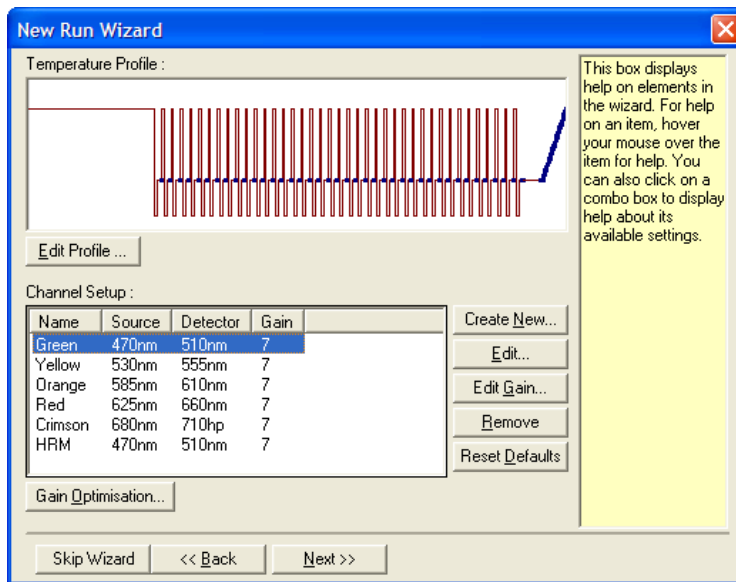 New Run Wizard
Temperature Profile :
Edit Profile ...
Channel Setup :
Name Source Detector Gain
Green 470nm 510nm 7
Yellow 530nm 555nm 7
Orange 585nm 610nm 7
Red 625nm 660nm 7
Crimson 680nm 710hp 7
HRM 470nm 510nm 7
Create New...
Edit...
Edit Gain...
Remove
Reset Defaults
Gain Optimisation...
This box displays
help on elements in
the wizard. For help
on an item, hover
your mouse over the
item for help. You
can also click on a
combo box to display
help about its
available settings.
Skip Wizard << Back Next >>